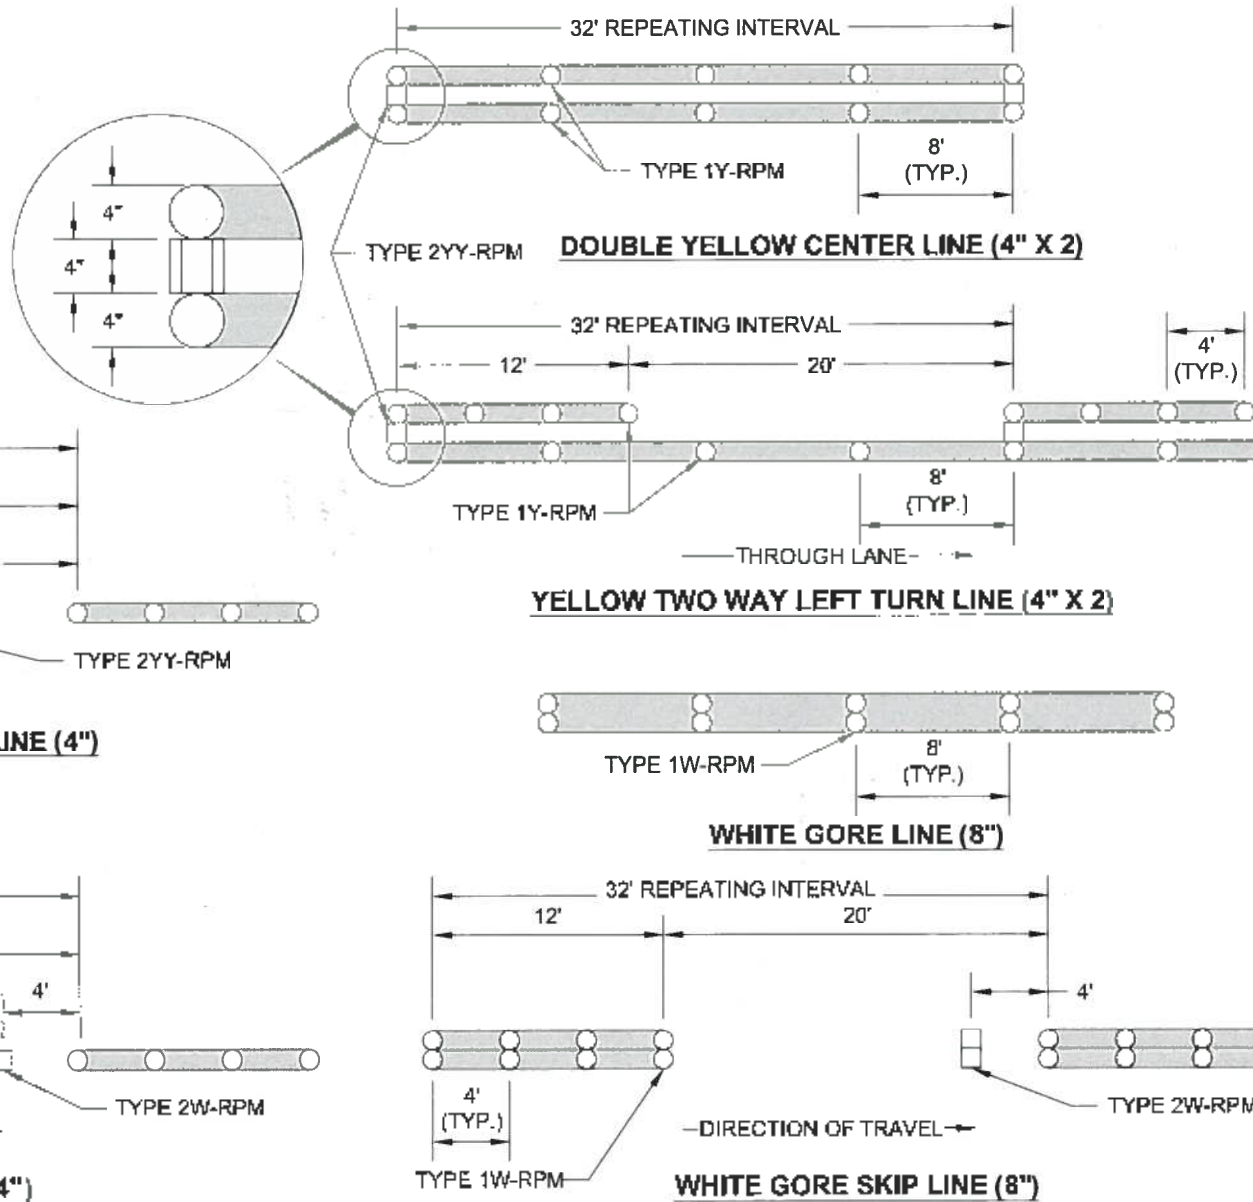 32' REPEATING INTERVAL
TYPE 1Y-RPM
8'
(TYP.)
4"
4"
4"
TYPE 2YY-RPM
DOUBLE YELLOW CENTER LINE (4" X 2)
32' REPEATING INTERVAL
12'
20'
4'
(TYP.)
TYPE 1Y-RPM
8'
(TYP.)
THROUGH LANE
YELLOW TWO WAY LEFT TURN LINE (4" X 2)
TYPE 2YY-RPM
LINE (4")
TYPE 1W-RPM
8'
(TYP.)
WHITE GORE LINE (8")
32' REPEATING INTERVAL
12'
20'
4'
4'
TYPE 2W-RPM
4'
(TYP.)
TYPE 1W-RPM
DIRECTION OF TRAVEL
TYPE 2W-RPM
4")
WHITE GORE SKIP LINE (8")